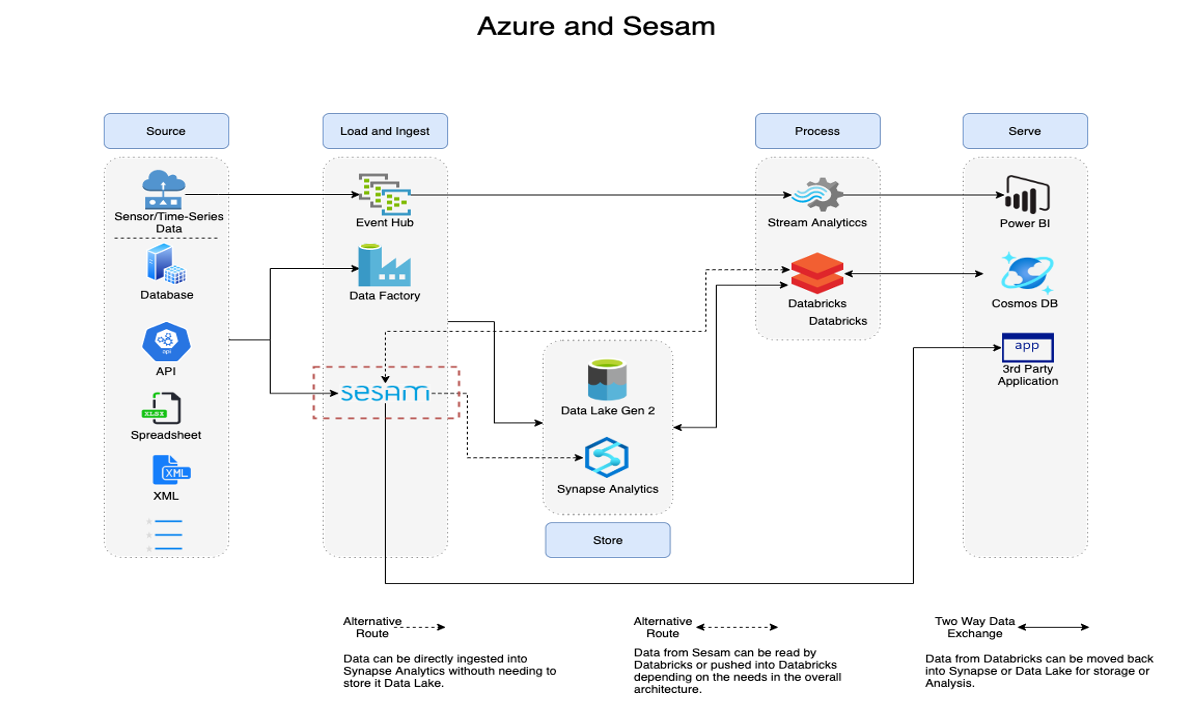 Azure and Sesam
Source
Load and Ingest
Process
Serve
Sensor/Time-Series
Data
Database
API
api
XLSX
Spreadsheet
XML
XML
Event Hub
Data Factory
sesam
Data Lake Gen 2
Synapse Analytics
Store
Stream Analyticcs
Databricks
Databricks
Power BI
Cosmos DB
app
3rd Party
Application
Alternative
Route
Data can be directly ingested into
Synapse Analytics withouth needing to
store it Data Lake.
Alternative
Route
Data from Sesam can be read by
Databricks or pushed into Databricks
depending on the needs in the overall
architecture.
Two Way Data
Exchange
Data from Databricks can be moved back
into Synapse or Data Lake for storage or
Analysis.